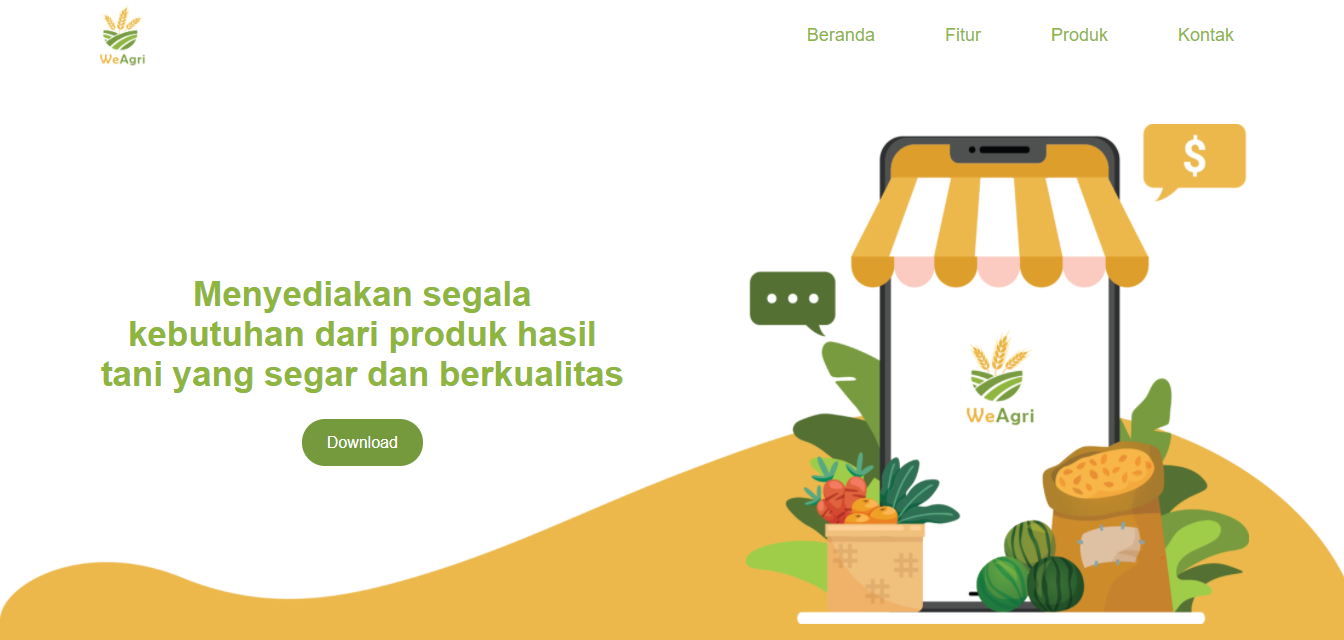 WeAgri
Beranda
Fitur
Produk
Kontak
$
Menyediakan segala
kebutuhan dari produk hasil
tani yang segar dan berkualitas
Download
WeAgri